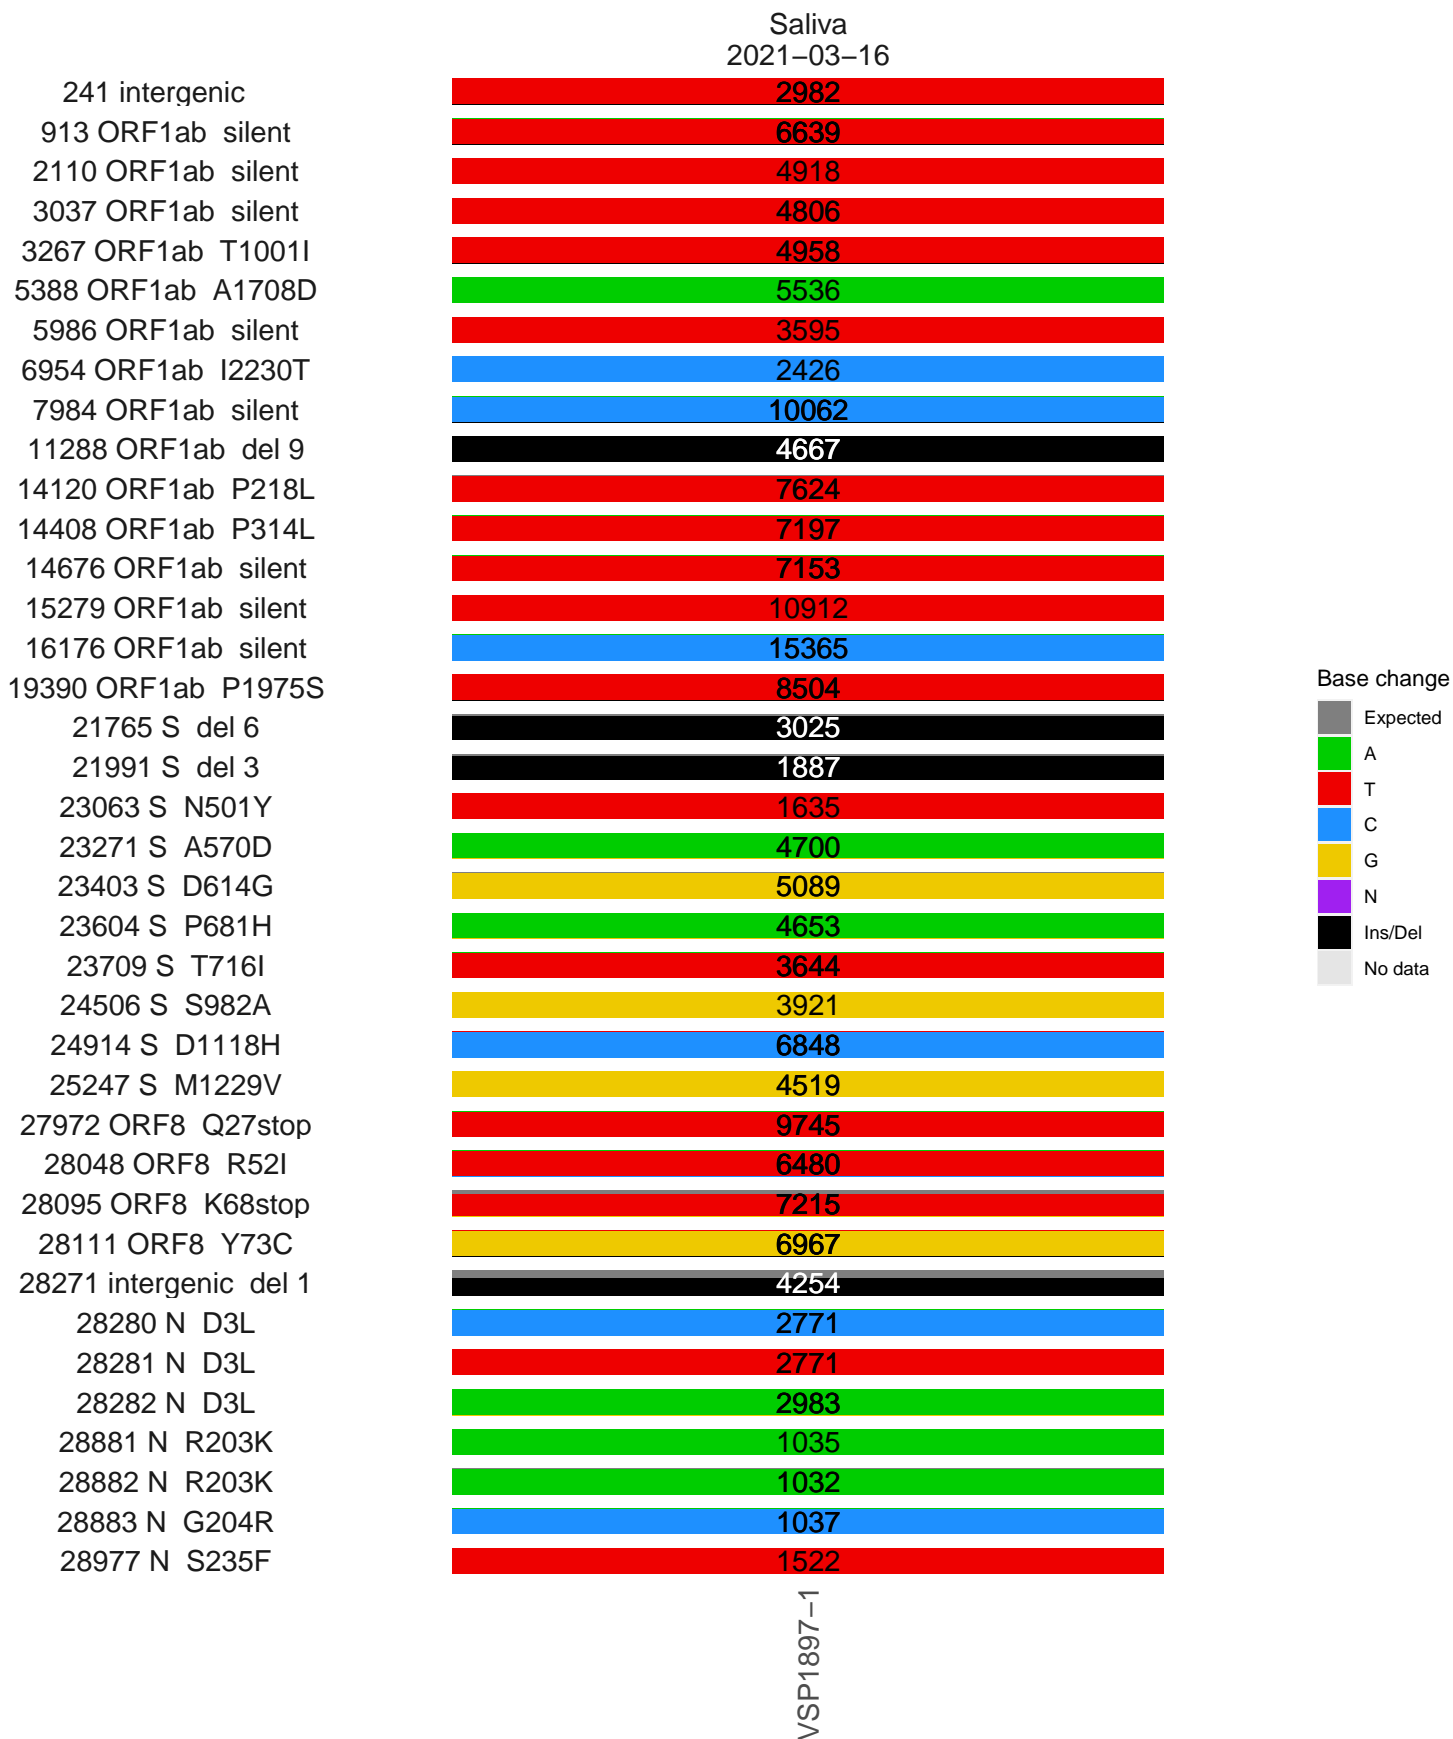 Saliva
2021−03−16
241 intergenic 2982
913 ORF1ab silent 6639
2110 ORF1ab silent 4918
3037 ORF1ab silent 4806
3267 ORF1ab T1001I 4958
5388 ORF1ab A1708D 5536
5986 ORF1ab silent 3595
6954 ORF1ab I2230T 2426
7984 ORF1ab silent 10062
11288 ORF1ab del 9 4667
14120 ORF1ab P218L 7624
14408 ORF1ab P314L 7197
14676 ORF1ab silent 7153
15279 ORF1ab silent 10912
16176 ORF1ab silent 15365
19390 ORF1ab P1975S 8504
21765 S del 6 3025
21991 S del 3 1887
23063 S N501Y 1635
23271 S A570D 4700
23403 S D614G 5089
23604 S P681H 4653
23709 S T716I 3644
24506 S S982A 3921
24914 S D1118H 6848
25247 S M1229V 4519
27972 ORF8 Q27stop 9745
28048 ORF8 R52I 6480
28095 ORF8 K68stop 7215
28111 ORF8 Y73C 6967
28271 intergenic del 1 4254
28280 N D3L 2771
28281 N D3L 2771
28282 N D3L 2983
28881 N R203K 1035
28882 N R203K 1032
28883 N G204R 1037
28977 N S235F 1522
VSP1897−1
Base change
Expected
A
T
C
G
N
Ins/Del
No data